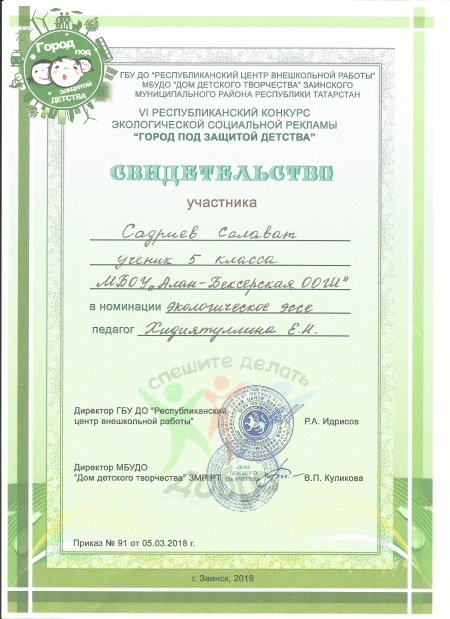 Город под
защитой
ДЕТСТВА
ГБУ ДО "РЕСПУБЛИКАНСКИЙ ЦЕНТР ВНЕШКОЛЬНОЙ РАБОТЫ"
МБУДО "ДОМ ДЕТСКОГО ТВОРЧЕСТВА" ЗАИНСКОГО
МУНИЦИПАЛЬНОГО РАЙОНА РЕСПУБЛИКИ ТАТАРСТАН
VI РЕСПУБЛИКАНСКИЙ КОНКУРС
ЭКОЛОГИЧЕСКОЙ СОЦИАЛЬНОЙ РЕКЛАМЫ
"ГОРОД ПОД ЗАЩИТОЙ ДЕТСТВА"
СВИДЕТЕЛЬСТВО
участника
Садриев Салават
ученик 5 класса
МБОУ „Алан-Бексерская ООШ"
в номинации экологическое эссе
педагог Хидиятуллина Е.Н.
спешите делать
Директор ГБУ ДО "Республиканский
центр внешкольной работы" Р.А. Идрисов
Директор МБУДО
"Дом детского творчества" ЗМР РТ В.П. Куликова
Приказ № 91 от 05.03.2018 г.
г. Заинск, 2018